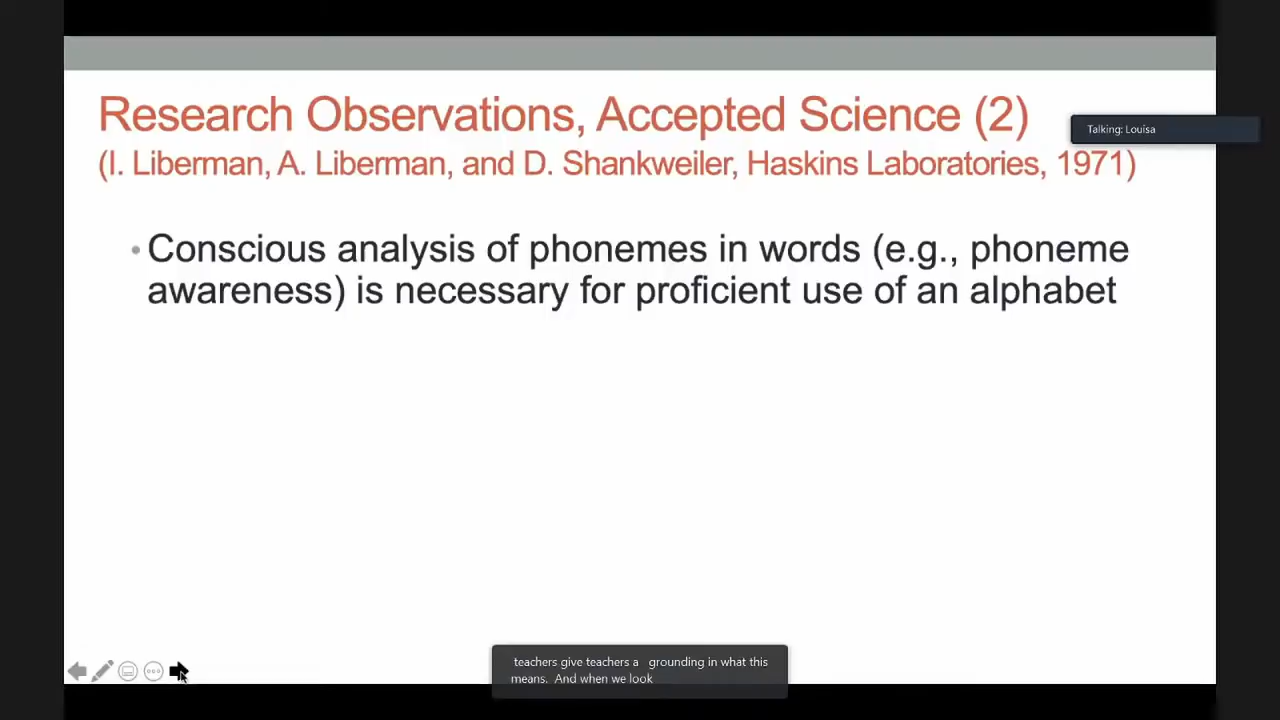 Research Observations, Accepted Science (2)
Talking: Louisa
(I. Liberman, A. Liberman, and D. Shankweiler, Haskins Laboratories, 1971)
• Conscious analysis of phonemes in words (e.g., phoneme
awareness) is necessary for proficient use of an alphabet
teachers give teachers a grounding in what this
means. And when we look